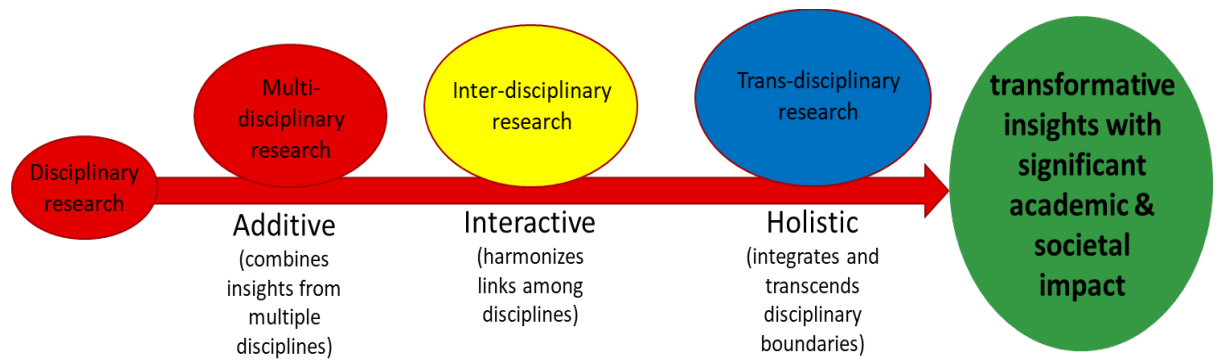 Disciplinary
research
Multi-
disciplinary
research
Additive
(combines
insights from
multiple
disciplines)
Inter-disciplinary
research
Interactive
(harmonizes
links among
disciplines)
Trans-disciplinary
research
Holistic
(integrates and
transcends
disciplinary
boundaries)
transformative
insights with
significant
academic &
societal
impact